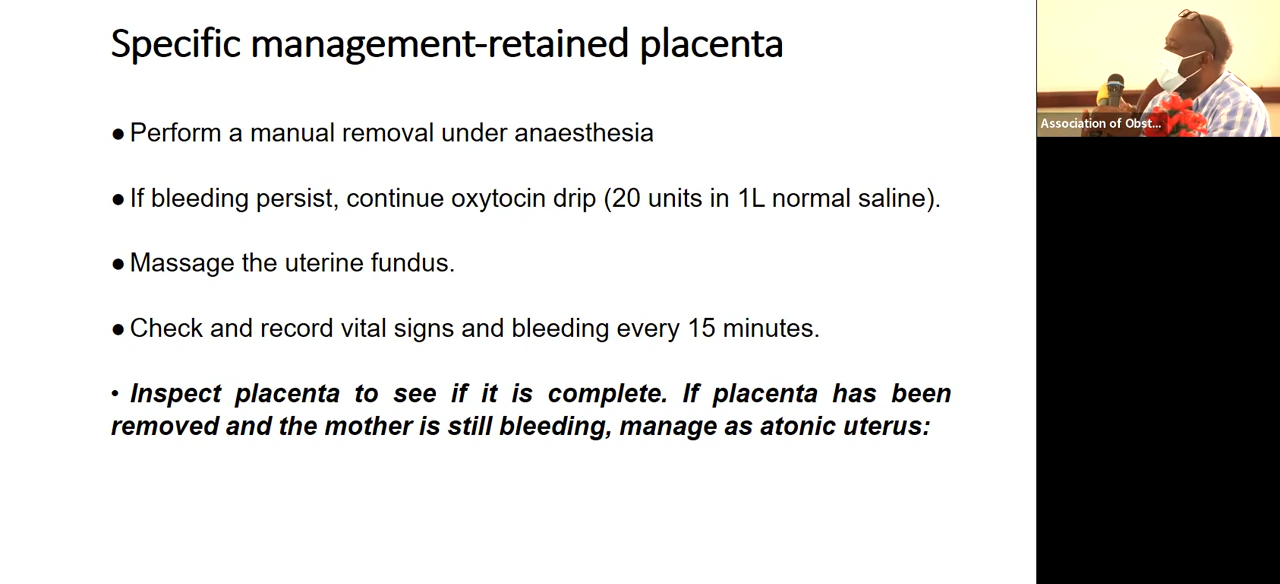 Specific management-retained placenta
● Perform a manual removal under anaesthesia
● If bleeding persist, continue oxytocin drip (20 units in 1L normal saline).
● Massage the uterine fundus.
● Check and record vital signs and bleeding every 15 minutes.
• Inspect placenta to see if it is complete. If placenta has been
removed and the mother is still bleeding, manage as atonic uterus:
Association of Obst...